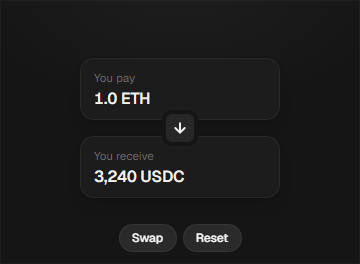 You pay
1.0 ETH
You receive
3,240 USDC
Swap Reset